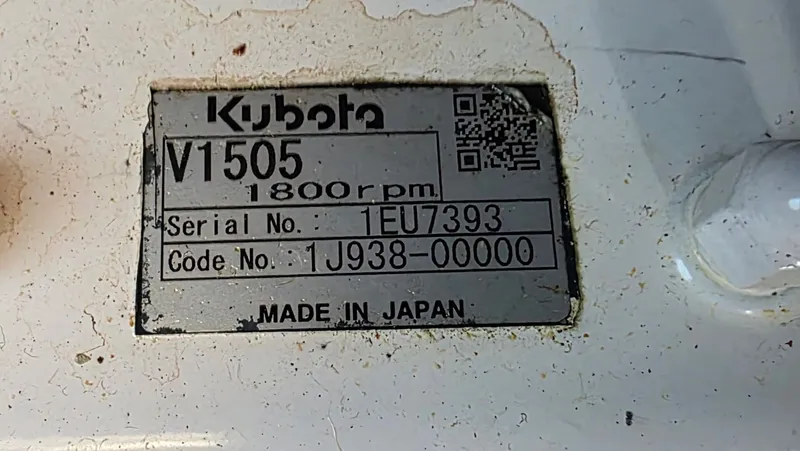 Kubota
V1505
1800rpm
Serial No.: 1EU7393
Code No.: 1J938-00000
MADE IN JAPAN